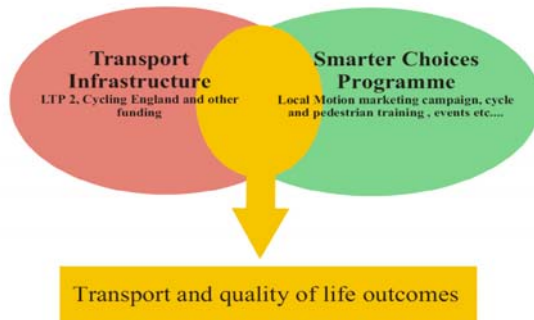 Transport
Infrastructure
LTP 2, Cycling England and other
funding
Smarter Choices
Programme
Local Motion marketing campaign, cycle
and pedestrian training , events etc....
Transport and quality of life outcomes